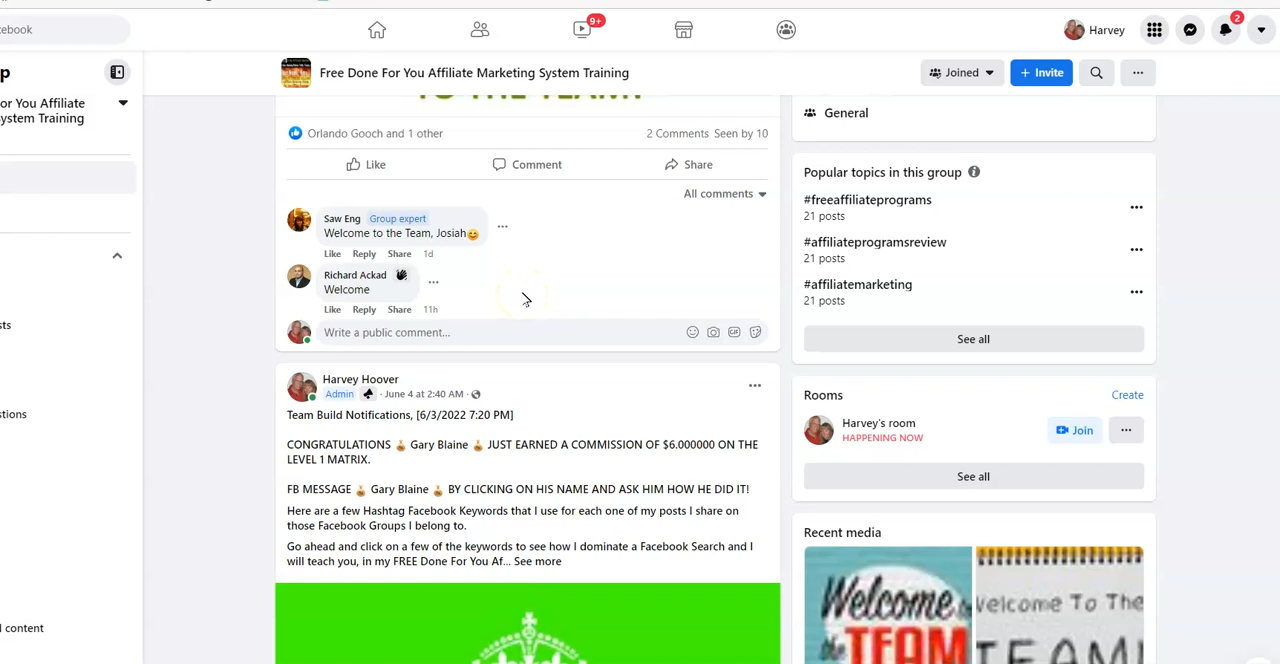 cebook
9+
Harvey
2
p
or You Affiliate
ystem Training
sts
stions
d content
Free Done For You Affiliate Marketing System Training
Joined
+ Invite
TO THE TEAM!
Orlando Gooch and 1 other
2 Comments Seen by 10
Like
Comment
Share
All comments
Saw Eng Group expert
Welcome to the Team, Josiah
Like Reply Share 1d
Richard Ackad
Welcome
Like Reply Share 11h
Write a public comment...
GIF
Harvey Hoover
Admin · June 4 at 2:40 AM ·
Team Build Notifications, [6/3/2022 7:20 PM]
CONGRATULATIONS Gary Blaine JUST EARNED A COMMISSION OF $6.000000 ON THE
LEVEL 1 MATRIX.
FB MESSAGE Gary Blaine BY CLICKING ON HIS NAME AND ASK HIM HOW HE DID IT!
Here are a few Hashtag Facebook Keywords that I use for each one of my posts I share on
those Facebook Groups I belong to.
Go ahead and click on a few of the keywords to see how I dominate a Facebook Search and I
will teach you, in my FREE Done For You Af... See more
General
Popular topics in this group
#freeaffiliateprograms
21 posts
#affiliateprogramsreview
21 posts
#affiliatemarketing
21 posts
See all
Rooms
Create
Harvey's room
HAPPENING NOW
Join
See all
Recent media
Welcome
the
TEAM
Welcome To The
TEAM!